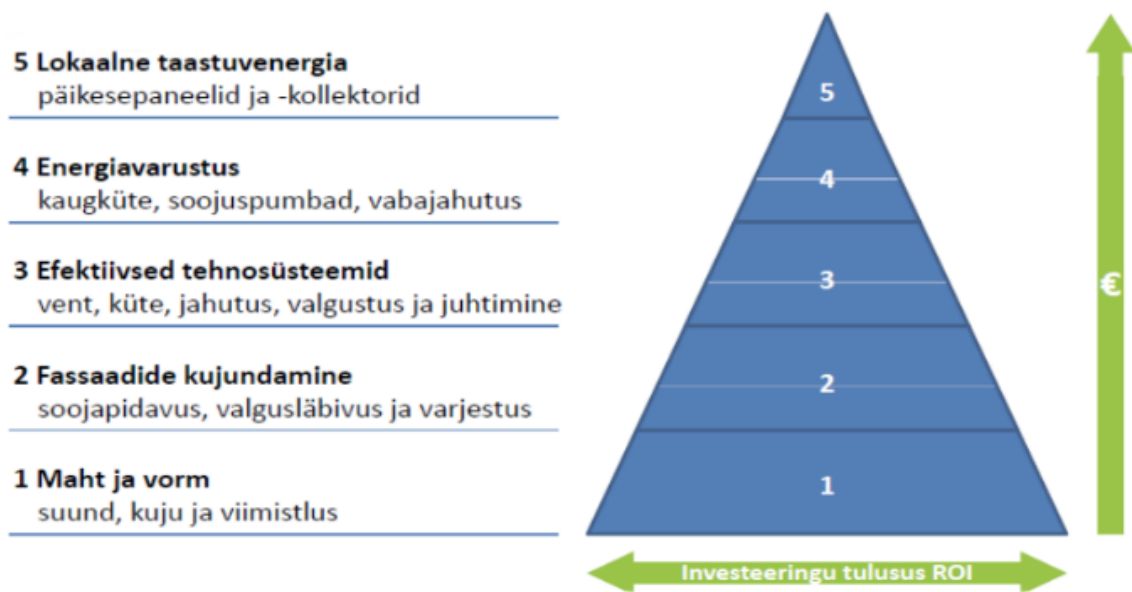 5 Lokaalne taastuvenergia
päikesepaneelid ja -kollektorid
4 Energiavarustus
kaugküte, soojuspumbad, vabajahutus
3 Efektiivsed tehnosüsteemid
vent, küte, jahutus, valgustus ja juhtimine
2 Fassaadide kujundamine
soojapidavus, valgusläbivus ja varjestus
1 Maht ja vorm
suund, kuju ja viimistlus
5
4
3
2
1
€
Investeeringu tulusus ROI